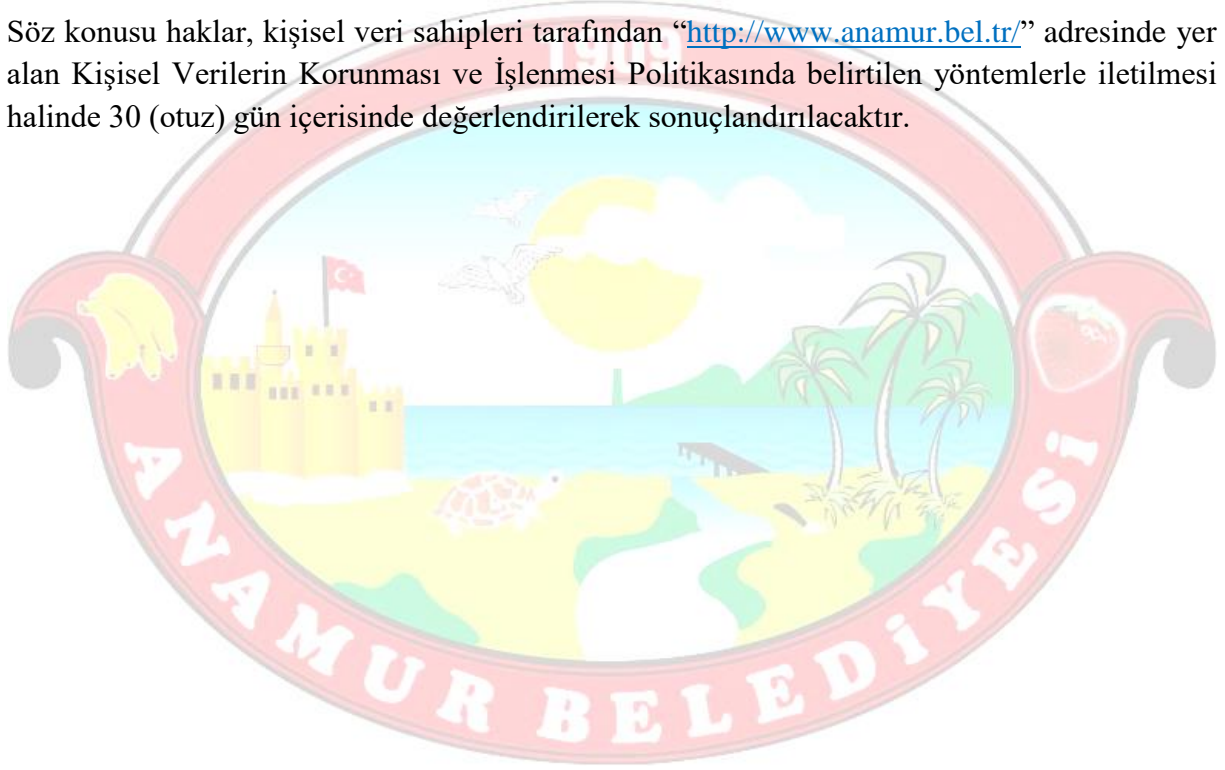 Söz konusu haklar, kişisel veri sahipleri tarafından “http://www.anamur.bel.tr/” adresinde yer
alan Kişisel Verilerin Korunması ve İşlenmesi Politikasında belirtilen yöntemlerle iletilmesi
halinde 30 (otuz) gün içerisinde değerlendirilerek sonuçlandırılacaktır.
1909
ANAMUR BELEDİYESİ